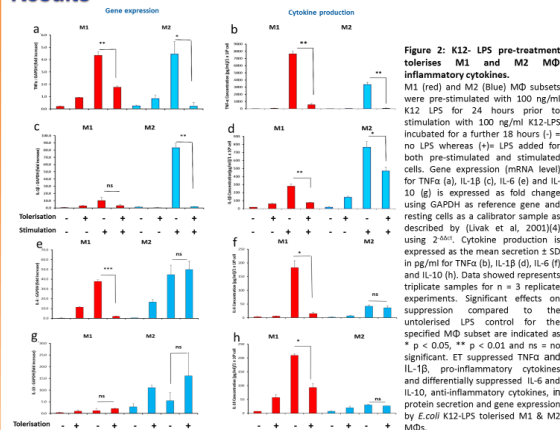 Results
Gene expression
Cytokine production
a
M1
M2
**
*
b
M1
M2
**
**
c
M1
M2
ns
**
d
M1
M2
**
*
Tolerisation - + - + - + - + - + - + - + - +
Stimulation - - + + - - + + - - + + - - + +
e
M1
M2
***
ns
f
M1
M2
*
ns
g
M1
M2
ns
ns
h
M1
M2
*
ns
Tolerisation - + - + - + - + - + - + - + - +
Figure 2: K12- LPS pre-treatment
tolerises M1 and M2 MΦ
inflammatory cytokines.
M1 (red) and M2 (Blue) MΦ subsets
were pre-stimulated with 100 ng/ml
K12 LPS for 24 hours prior to
stimulation with 100 ng/ml K12-LPS
incubated for a further 18 hours (-) =
no LPS whereas (+)= LPS added for
both pre-stimulated and stimulated
cells. Gene expression (mRNA level)
for TNFα (a), IL-1β (c), IL-6 (e) and IL-
10 (g) is expressed as fold change
using GAPDH as reference gene and
resting cells as a calibrator sample as
described by (Livak et al, 2001)(4)
using 2-ΔΔct. Cytokine production is
expressed as the mean secretion ± SD
in pg/ml for TNFα (b), IL-1β (d), IL-6 (f)
and IL-10 (h). Data showed represents
triplicate samples for n = 3 replicate
experiments. Significant effects on
suppression compared to the
untolerised LPS control for the
specified MΦ subset are indicated as
* p < 0.05, ** p < 0.01 and ns = no
significant. ET suppressed TNFα and
IL-1β, pro-inflammatory cytokines
and differentially suppressed IL-6 and
IL-10, anti-inflammatory cytokines, in
protein secretion and gene expression
by E.coli K12-LPS tolerised M1 & M2
MΦs.